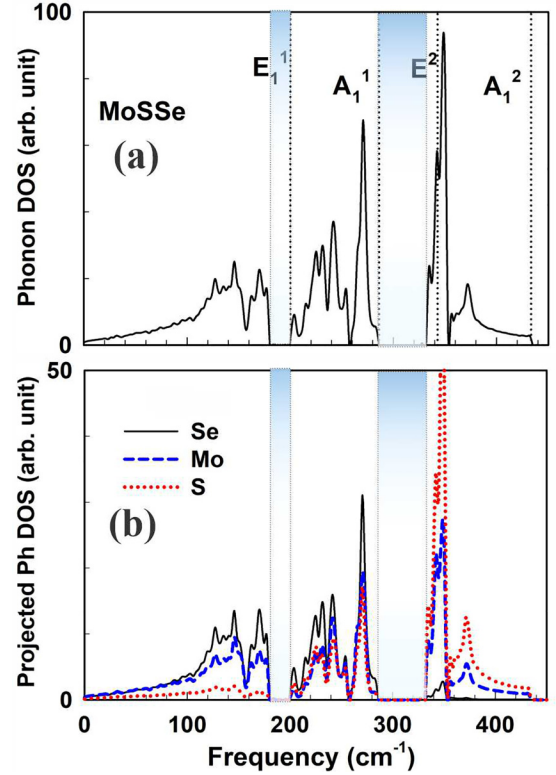 100
E₁¹
E²
A₁¹
A₁²
MoSSe
(a)
Phonon DOS (arb. unit)
0
50
Se
Mo
S
(b)
Projected Ph DOS (arb. unit)
0
0 100 200 300 400
Frequency (cm⁻¹)